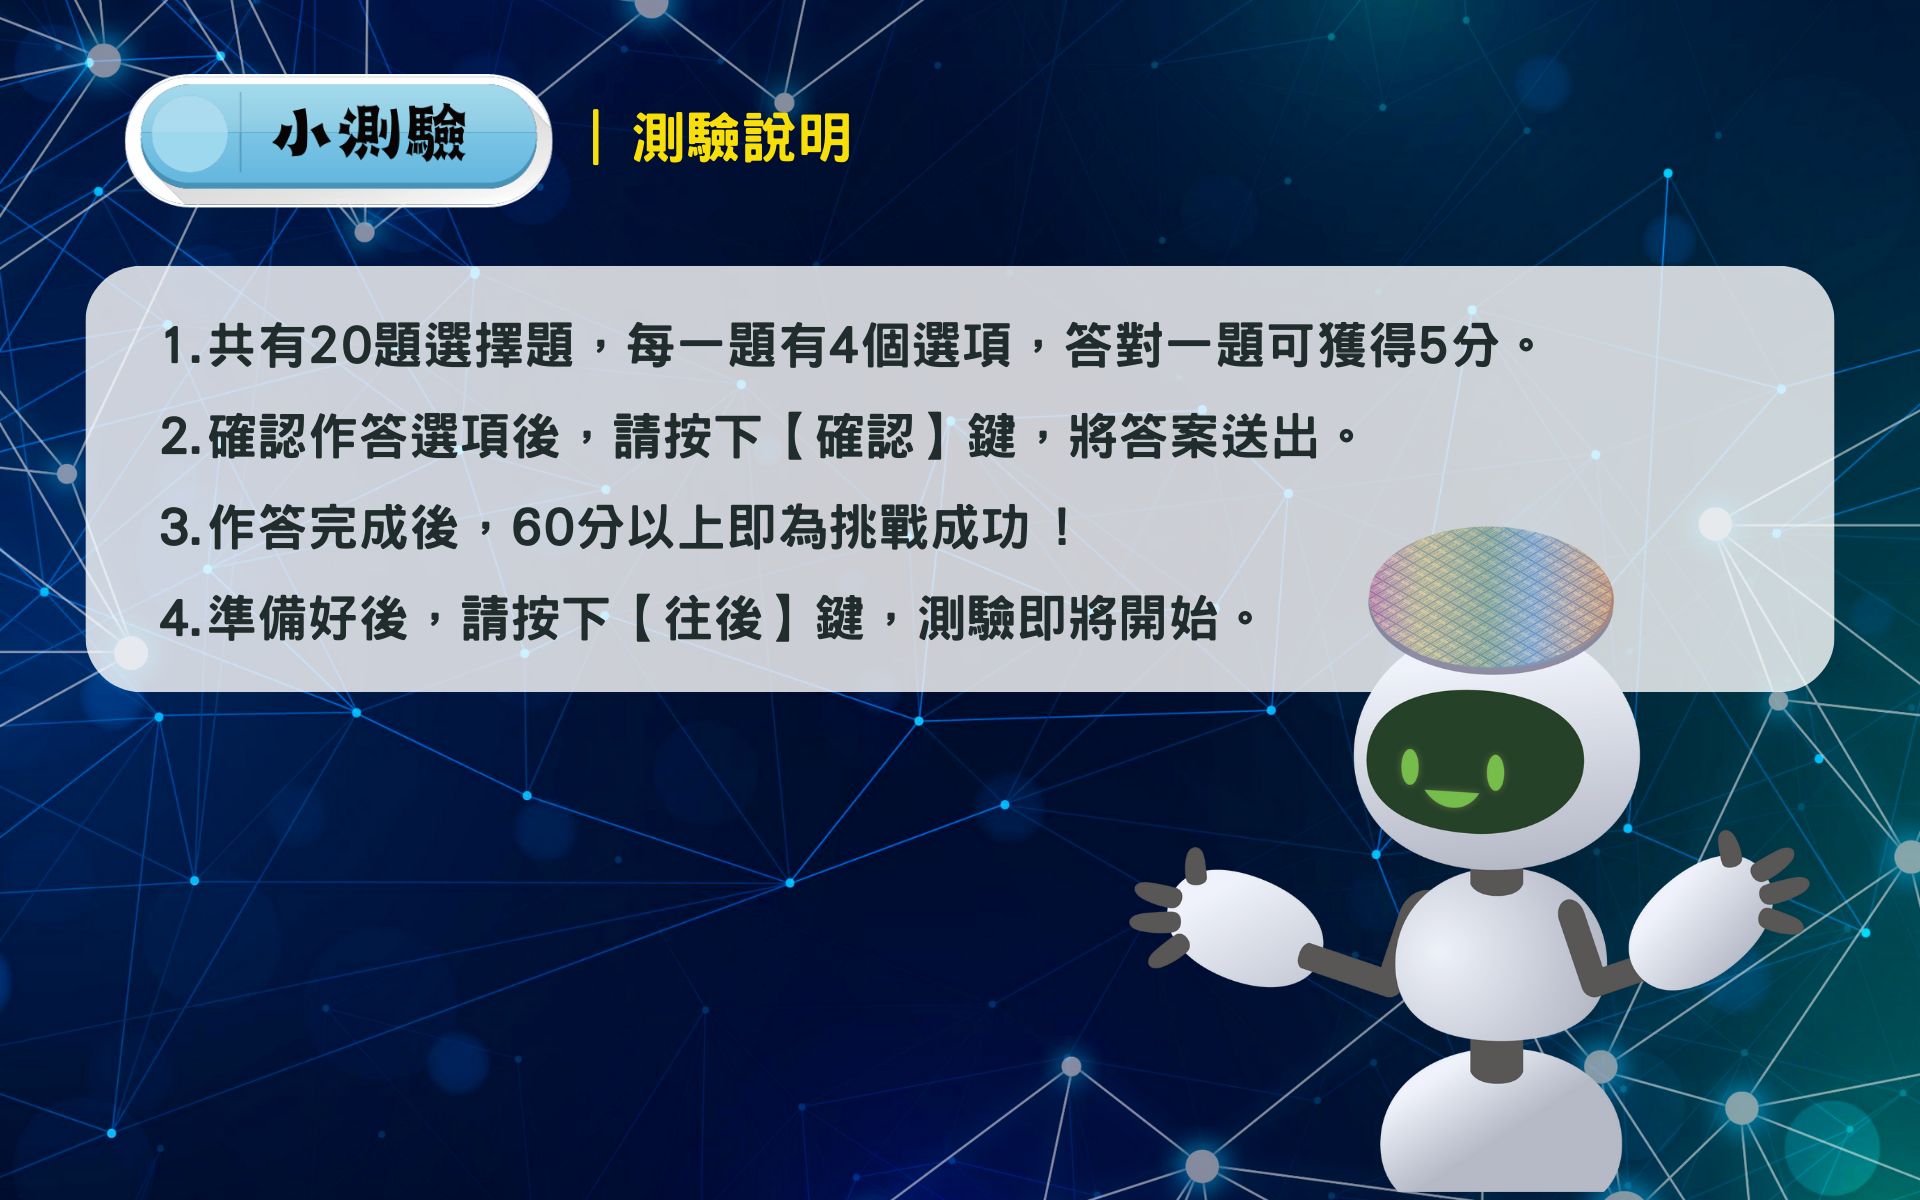 小測驗
| 測驗說明
1.共有20題選擇題，每一題有4個選項，答對一題可獲得5分。
2.確認作答選項後，請按下【確認】鍵，將答案送出。
3.作答完成後，60分以上即為挑戰成功！
4.準備好後，請按下【往後】鍵，測驗即將開始。